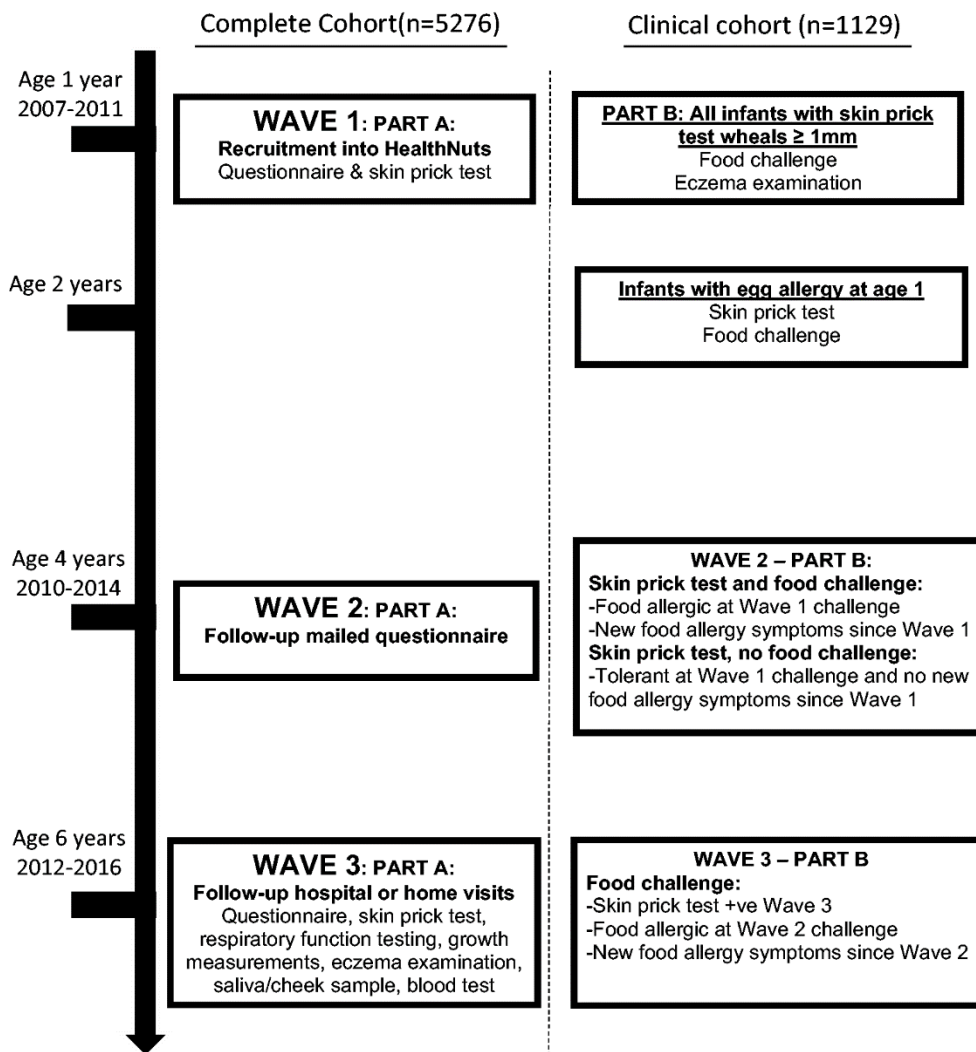 Complete Cohort(n=5276)
Clinical cohort (n=1129)
Age 1 year
2007-2011
WAVE 1: PART A:
Recruitment into HealthNuts
Questionnaire & skin prick test
PART B: All infants with skin prick
test wheals ≥ 1mm
Food challenge
Eczema examination
Age 2 years
Infants with egg allergy at age 1
Skin prick test
Food challenge
Age 4 years
2010-2014
WAVE 2: PART A:
Follow-up mailed questionnaire
WAVE 2 – PART B:
Skin prick test and food challenge:
-Food allergic at Wave 1 challenge
-New food allergy symptoms since Wave 1
Skin prick test, no food challenge:
-Tolerant at Wave 1 challenge and no new
food allergy symptoms since Wave 1
Age 6 years
2012-2016
WAVE 3: PART A:
Follow-up hospital or home visits
Questionnaire, skin prick test,
respiratory function testing, growth
measurements, eczema examination,
saliva/cheek sample, blood test
WAVE 3 – PART B
Food challenge:
-Skin prick test +ve Wave 3
-Food allergic at Wave 2 challenge
-New food allergy symptoms since Wave 2